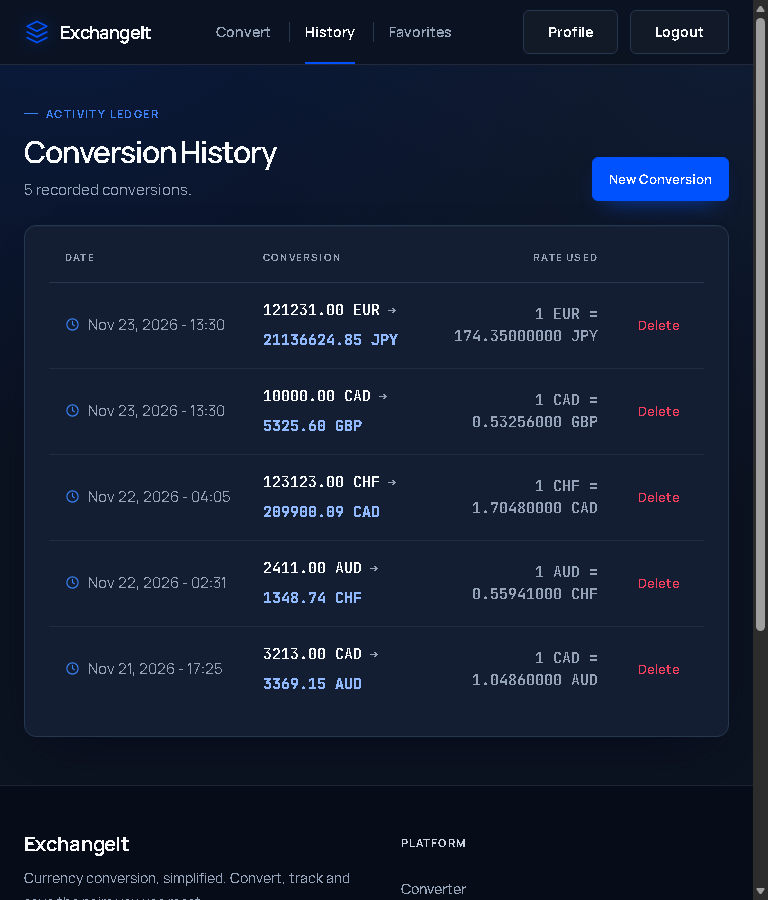 ExchangeIt
Convert
History
Favorites
Profile
Logout
ACTIVITY LEDGER
Conversion History
5 recorded conversions.
New Conversion
DATE CONVERSION RATE USED
Nov 23, 2026 - 13:30
121231.00 EUR →
21136624.85 JPY
1 EUR =
174.35000000 JPY
Delete
Nov 23, 2026 - 13:30
10000.00 CAD →
5325.60 GBP
1 CAD =
0.53256000 GBP
Delete
Nov 22, 2026 - 04:05
123123.00 CHF →
209900.09 CAD
1 CHF =
1.70480000 CAD
Delete
Nov 22, 2026 - 02:31
2411.00 AUD →
1348.74 CHF
1 AUD =
0.55941000 CHF
Delete
Nov 21, 2026 - 17:25
3213.00 CAD →
3369.15 AUD
1 CAD =
1.04860000 AUD
Delete
ExchangeIt
Currency conversion, simplified. Convert, track and
PLATFORM
Converter